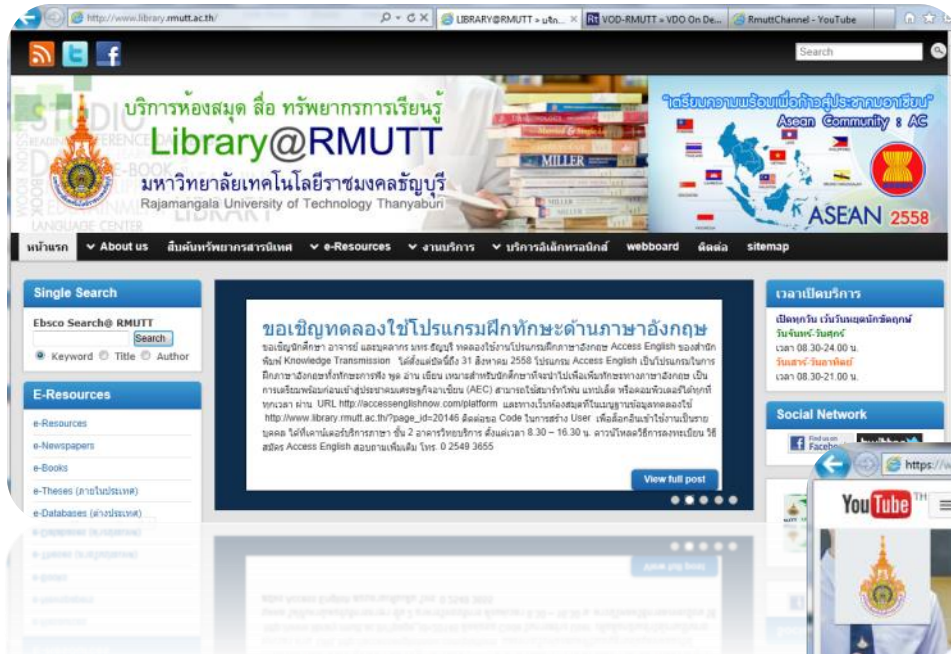 http://www.library.rmutt.ac.th/
LIBRARY@RMUTT » บริก...
VOD-RMUTT » VDO On De...
RmuttChannel - YouTube
Search
บริการห้องสมุด สื่อ ทรัพยากรการเรียนรู้
Library@RMUTT
มหาวิทยาลัยเทคโนโลยีราชมงคลธัญบุรี
Rajamangala University of Technology Thanyaburi
"เตรียมความพร้อมเพื่อก้าวสู่ประชาคมอาเซียน"
Asean Community : AC
ASEAN 2558
หน้าแรก About us สืบค้นทรัพยากรสารนิเทศ e-Resources งานบริการ บริการอิเล็กทรอนิกส์ webboard ติดต่อ sitemap
Single Search
Ebsco Search@ RMUTT
Search
Keyword Title Author
E-Resources
e-Resources
e-Newspapers
e-Books
e-Theses (ภายในประเทศ)
e-Databases (ต่างประเทศ)
ขอเชิญทดลองใช้โปรแกรมฝึกทักษะด้านภาษาอังกฤษ
ขอเชิญนักศึกษา อาจารย์ และบุคลากร มทร.ธัญบุรี ทดลองใช้งานโปรแกรมฝึกภาษาอังกฤษ Access English ของสำนัก
พิมพ์ Knowledge Transmission ได้ตั้งแต่บัดนี้ถึง 31 สิงหาคม 2558 โปรแกรม Access English เป็นโปรแกรมในการ
ฝึกภาษาอังกฤษทั้งทักษะการฟัง พูด อ่าน เขียน เหมาะสำหรับนักศึกษาที่จะนำไปเพื่อเพิ่มทักษะทางภาษาอังกฤษ เป็น
การเตรียมพร้อมก่อนเข้าสู่ประชาคมเศรษฐกิจอาเซียน (AEC) สามารถใช้สมาร์ทโฟน แทปเล็ต หรือคอมพิวเตอร์ได้ทุกที่
ทุกเวลา ผ่าน URL http://accessenglishnow.com/platform และทางเว็บห้องสมุดที่ในเมนูฐานข้อมูลทดลองใช้
http://www.library.rmutt.ac.th/?page_id=20146 ติดต่อขอ Code ในการสร้าง User เพื่อล็อกอินเข้าใช้งานเป็นราย
บุคคล ได้ที่เคาน์เตอร์บริการภาษา ชั้น 2 อาคารวิทยบริการ ตั้งแต่เวลา 8.30 – 16.30 น. ดาวน์โหลดวิธีการลงทะเบียน วิธี
สมัคร Access English สอบถามเพิ่มเติม โทร. 0 2549 3655
View full post
เวลาเปิดบริการ
เปิดทุกวัน เว้นวันหยุดนักขัตฤกษ์
วันจันทร์-วันศุกร์
เวลา 08.30-24.00 น.
วันเสาร์-วันอาทิตย์
เวลา 08.30-21.00 น.
Social Network
Find us on
https://w
YouTube TH